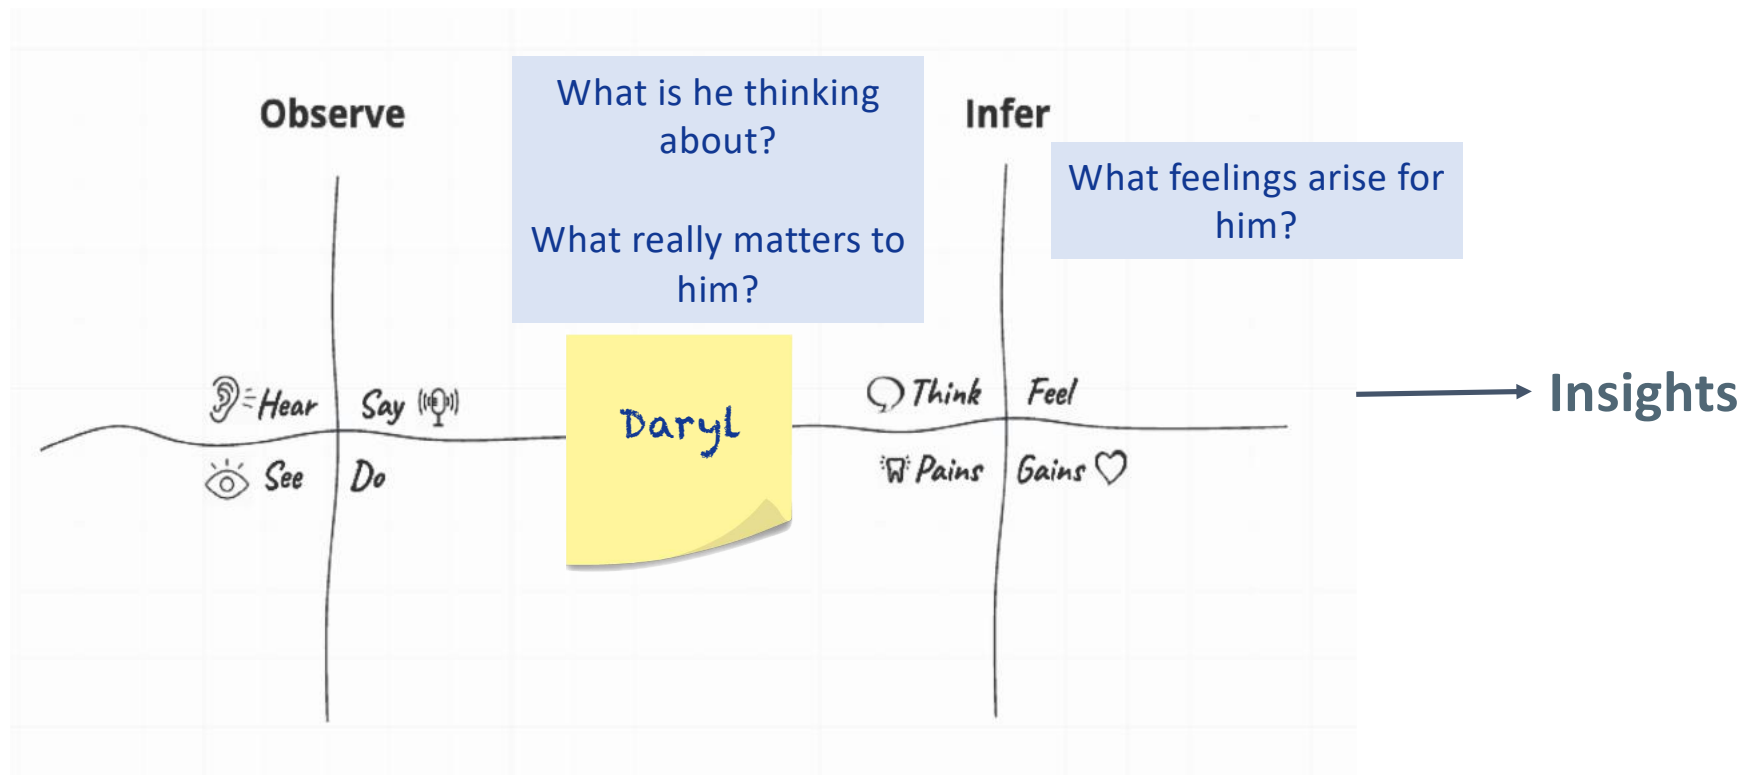 Observe
What is he thinking
about?
What really matters to
him?
Infer
What feelings arise for
him?
Hear
Say
See
Do
Daryl
Think
Feel
Pains
Gains
Insights